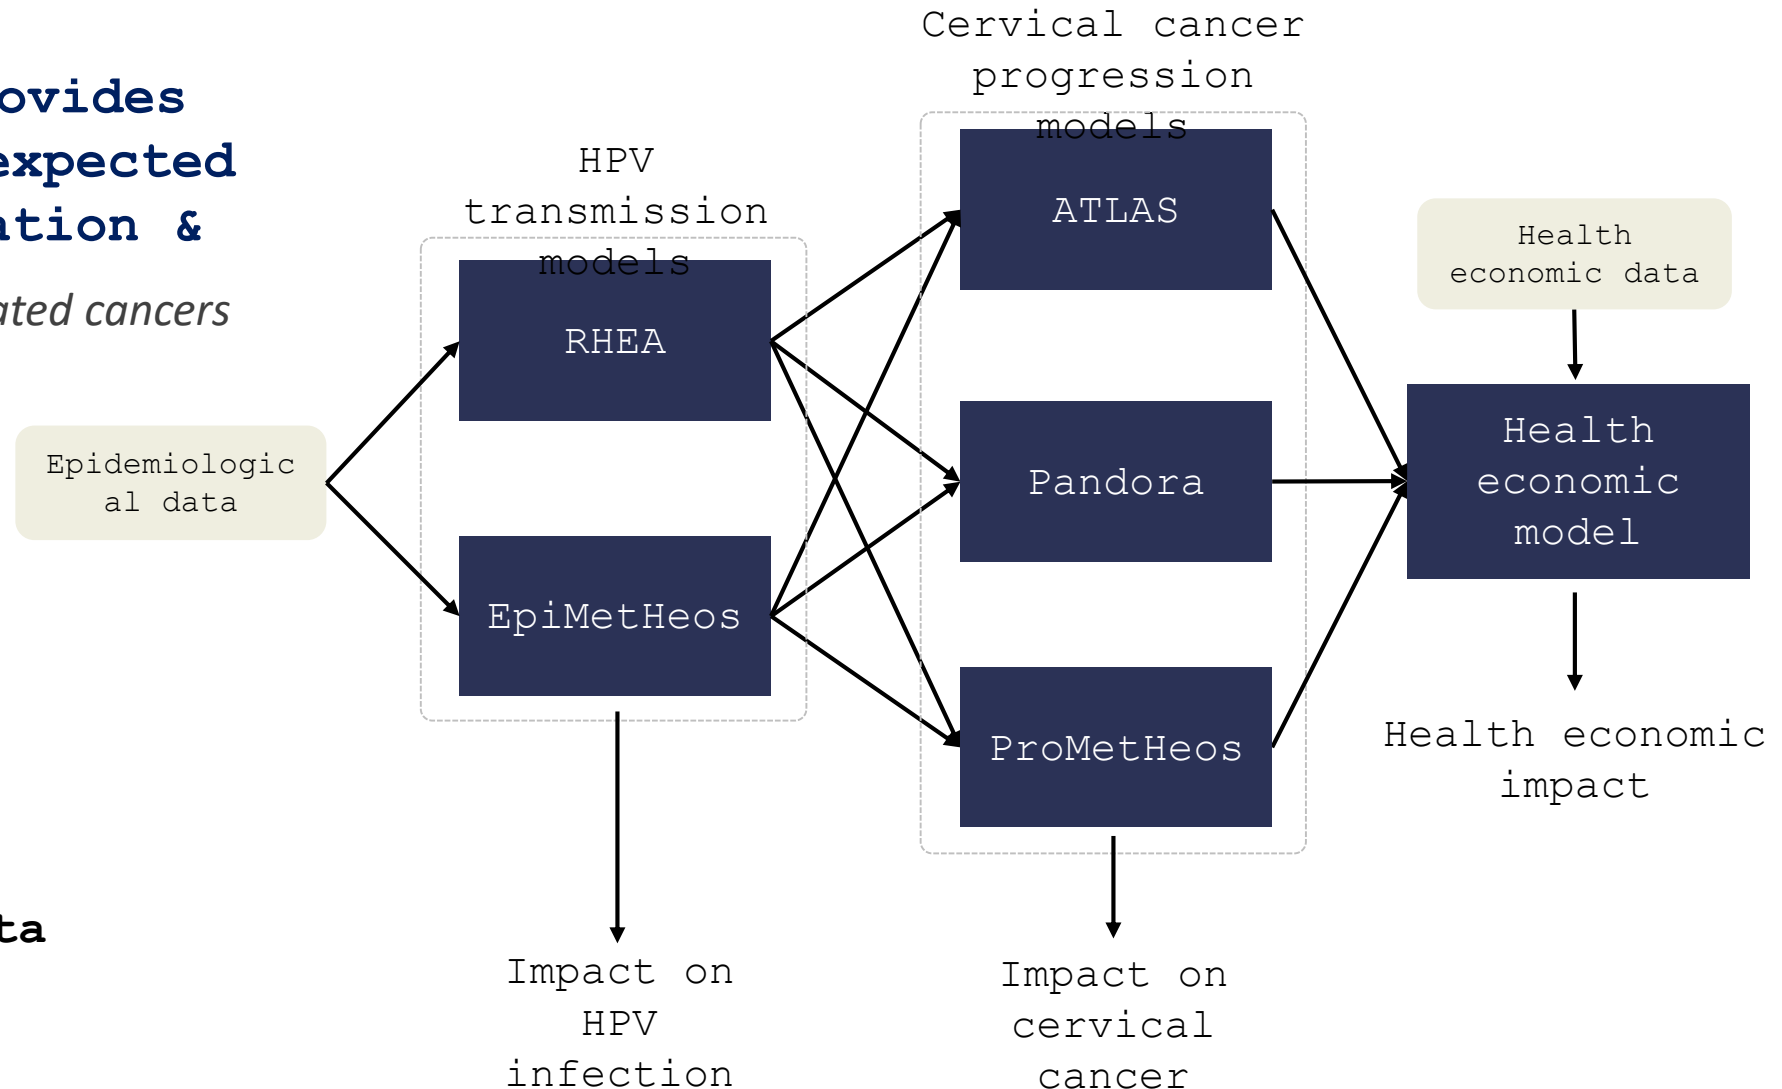 ovides
expected
ation &
ated cancers
ta
Epidemiologic
al data
HPV
transmission
models
RHEA
EpiMetHeos
Impact on
HPV
infection
Cervical cancer
progression
models
ATLAS
Pandora
ProMetHeos
Impact on
cervical
cancer
Health
economic data
Health
economic
model
Health economic
impact